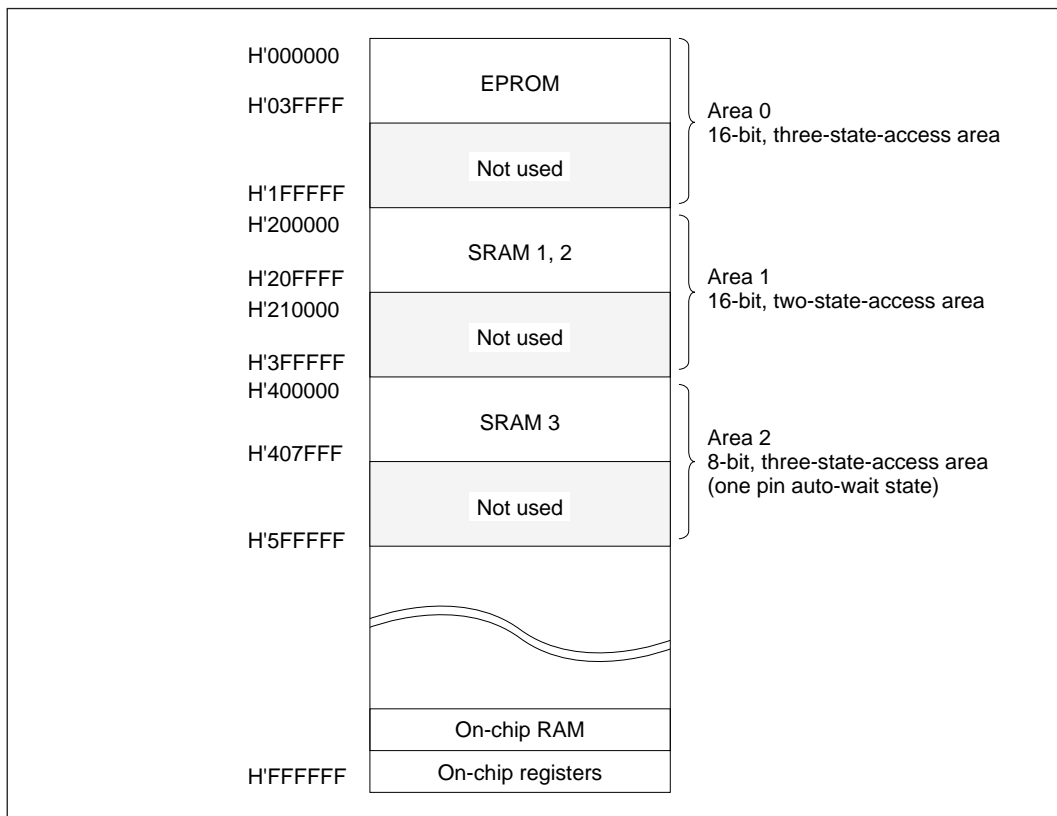 H'000000
EPROM
H'03FFFF
Area 0
16-bit, three-state-access area
Not used
H'1FFFFF
H'200000
SRAM 1, 2
H'20FFFF
Area 1
16-bit, two-state-access area
H'210000
Not used
H'3FFFFF
H'400000
SRAM 3
H'407FFF
Area 2
8-bit, three-state-access area
(one pin auto-wait state)
Not used
H'5FFFFF
On-chip RAM
H'FFFFFF
On-chip registers